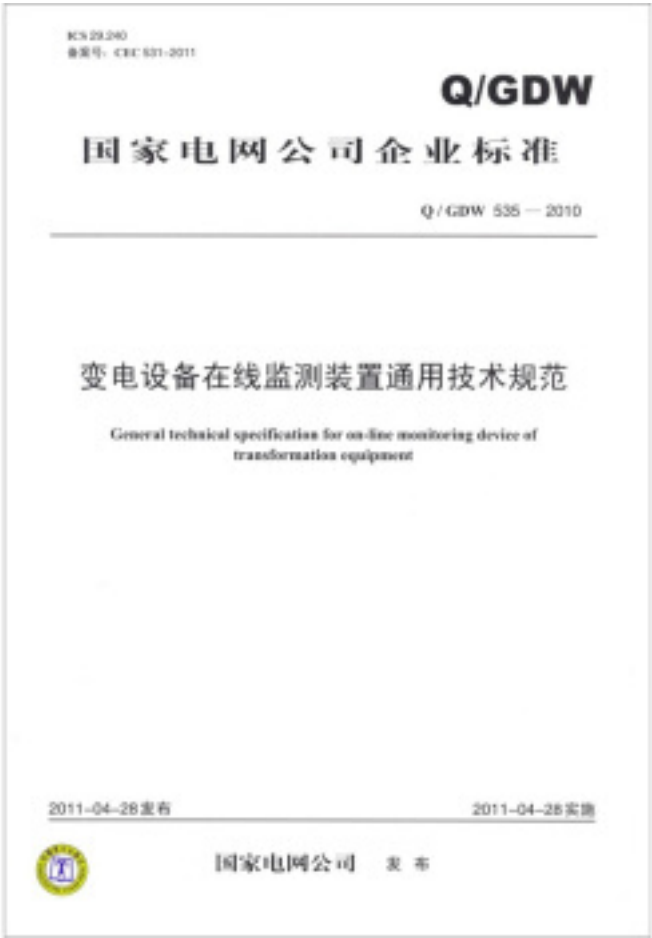 ICS 29.240
备案号：CEC 531-2011
Q/GDW
国家电网公司企业标准
Q / GDW 535 — 2010
变电设备在线监测装置通用技术规范
General technical specification for on-line monitoring device of
transformation equipment
2011-04-28发布
2011-04-28实施
国家电网公司 发布